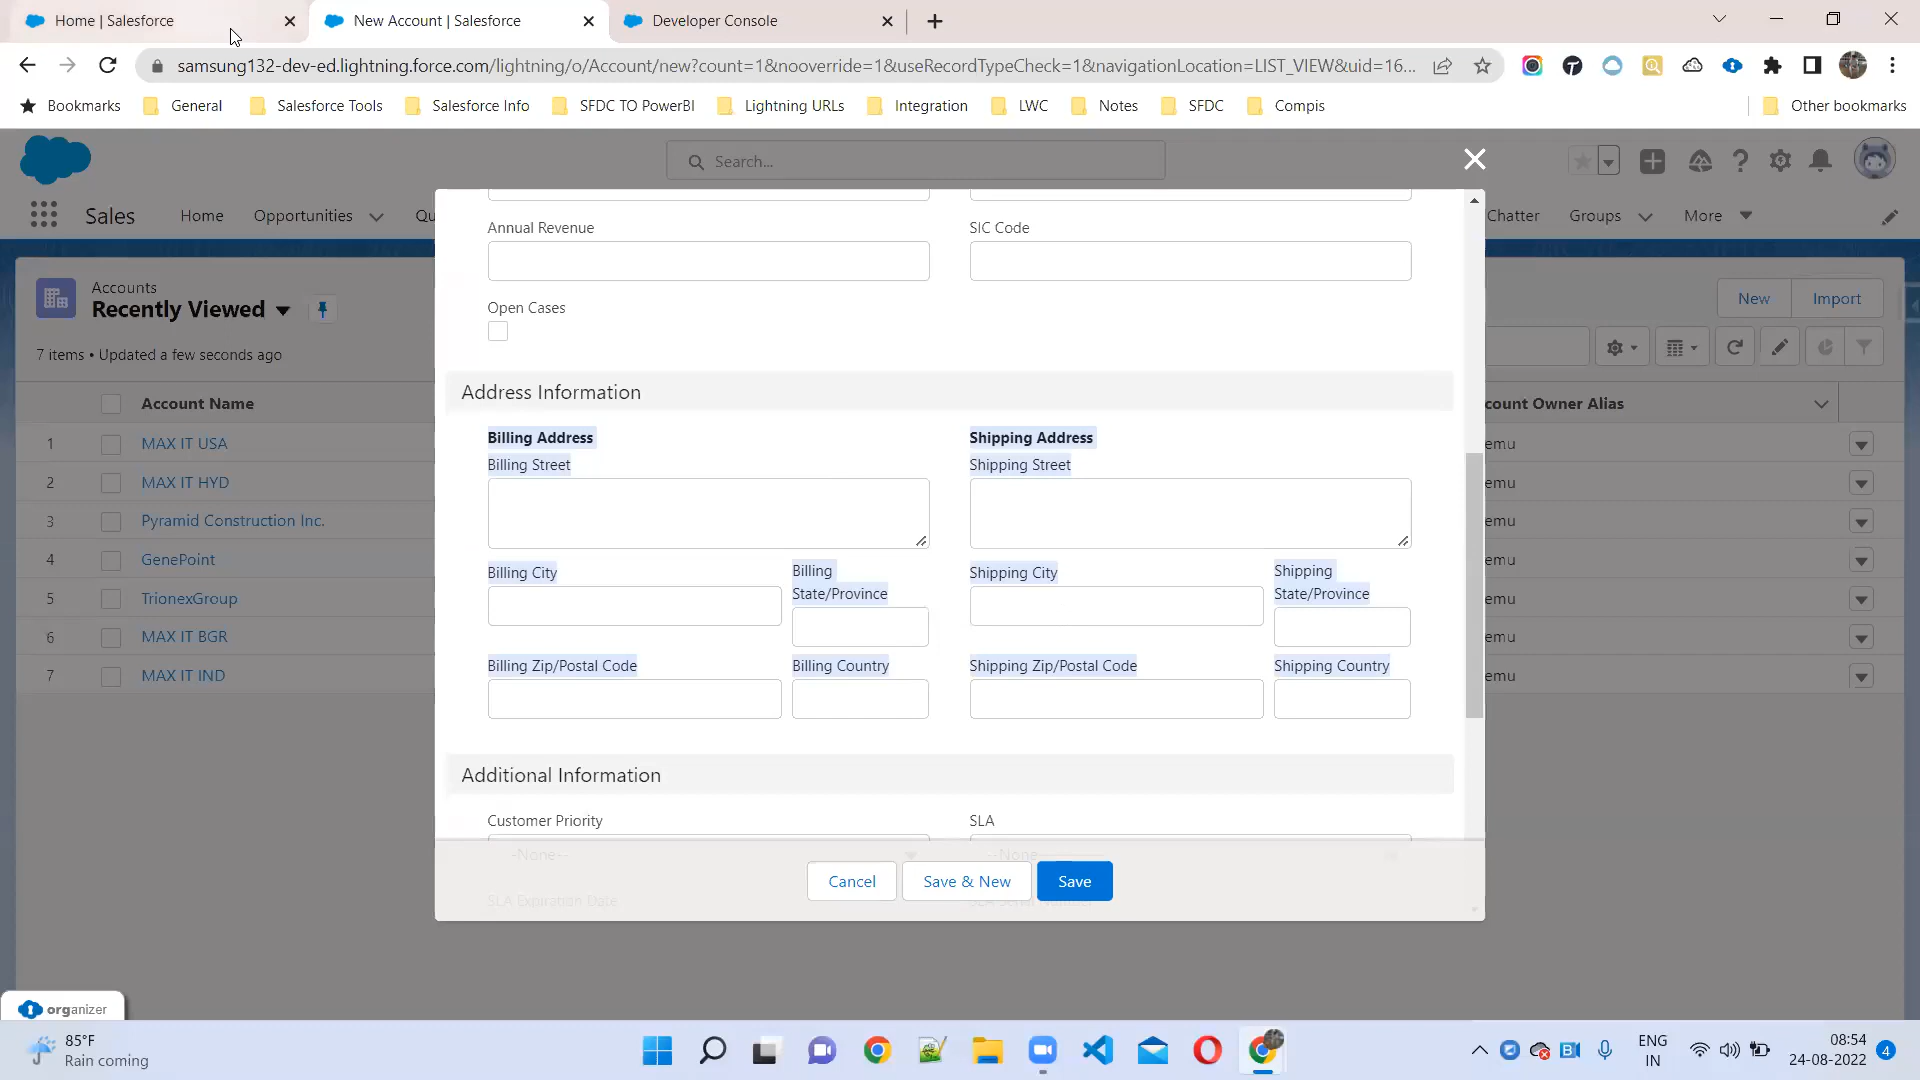 Home | Salesforce
New Account | Salesforce
Developer Console
samsung132-dev-ed.lightning.force.com/lightning/o/Account/new?count=1&nooverride=1&useRecordTypeCheck=1&navigationLocation=LIST_VIEW&uid=16...
Bookmarks General Salesforce Tools Salesforce Info SFDC TO PowerBI Lightning URLs Integration LWC Notes SFDC Compis Other bookmarks
Search...
Sales Home Opportunities Qu Chatter Groups More
Accounts
Recently Viewed
7 items • Updated a few seconds ago
New Import
Account Name
ccount Owner Alias
1 MAX IT USA emu
2 MAX IT HYD emu
3 Pyramid Construction Inc. emu
4 GenePoint emu
5 TrionexGroup emu
6 MAX IT BGR emu
7 MAX IT IND emu
Annual Revenue SIC Code
Open Cases
Address Information
Billing Address Shipping Address
Billing Street Shipping Street
Billing City Billing State/Province Shipping City Shipping State/Province
Billing Zip/Postal Code Billing Country Shipping Zip/Postal Code Shipping Country
Additional Information
Customer Priority SLA
--None-- --None--
Cancel Save & New Save
SLA Expiration Date
organizer
85°F
Rain coming
ENG
IN
08:54
24-08-2022
4